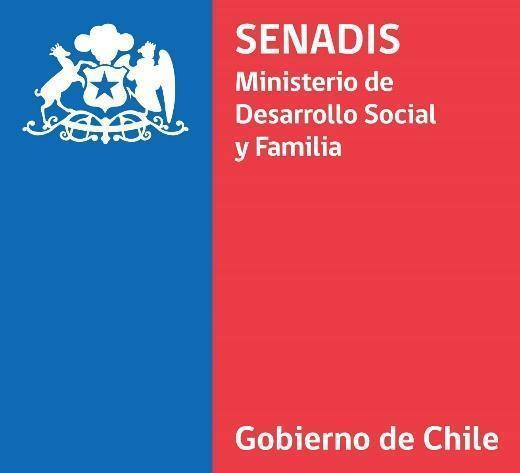 SENADIS
Ministerio de
Desarrollo Social
y Familia
Gobierno de Chile